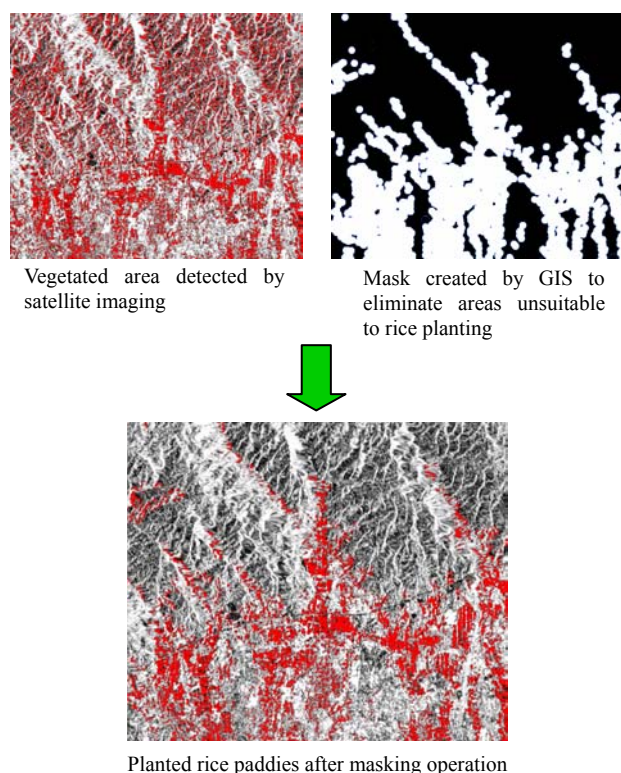 Vegetated area detected by
satellite imaging
Mask created by GIS to
eliminate areas unsuitable
to rice planting
Planted rice paddies after masking operation